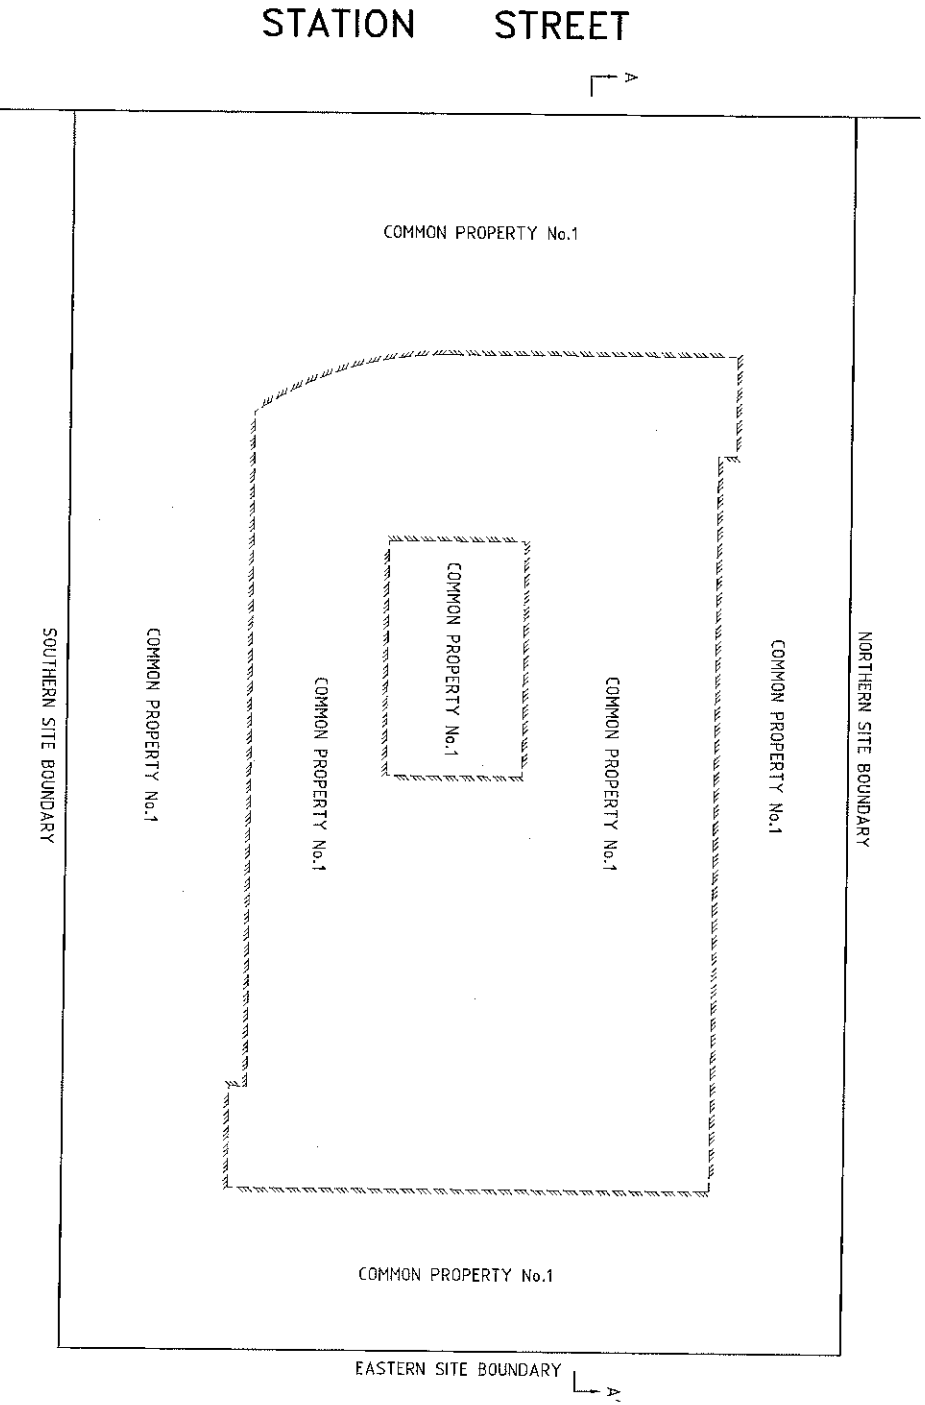 STATION STREET
A
COMMON PROPERTY No.1
COMMON PROPERTY No.1
SOUTHERN SITE BOUNDARY
COMMON PROPERTY No.1
COMMON PROPERTY No.1
COMMON PROPERTY No.1
COMMON PROPERTY No.1
NORTHERN SITE BOUNDARY
COMMON PROPERTY No.1
EASTERN SITE BOUNDARY
A'